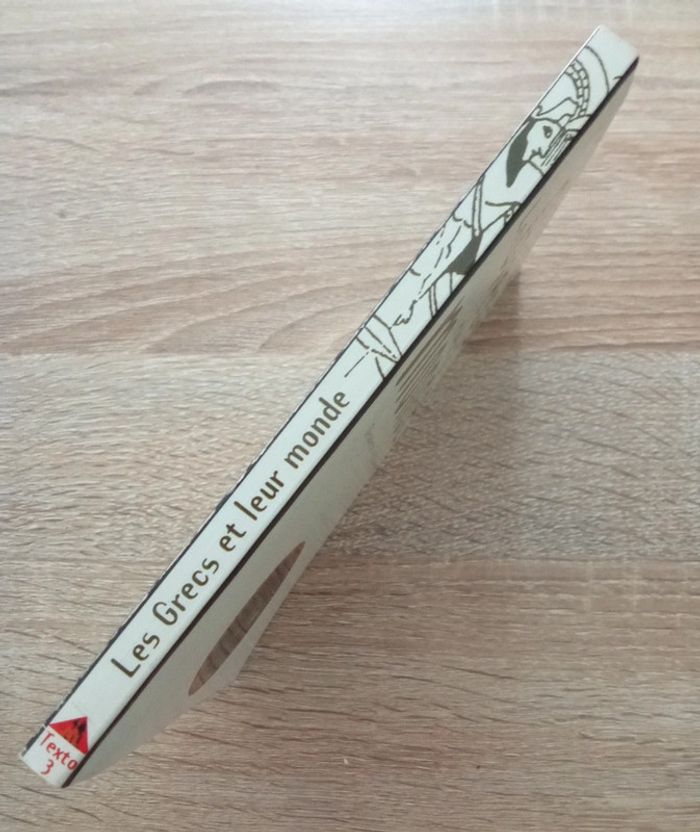 Les Grecs et leur monde
Texto
3